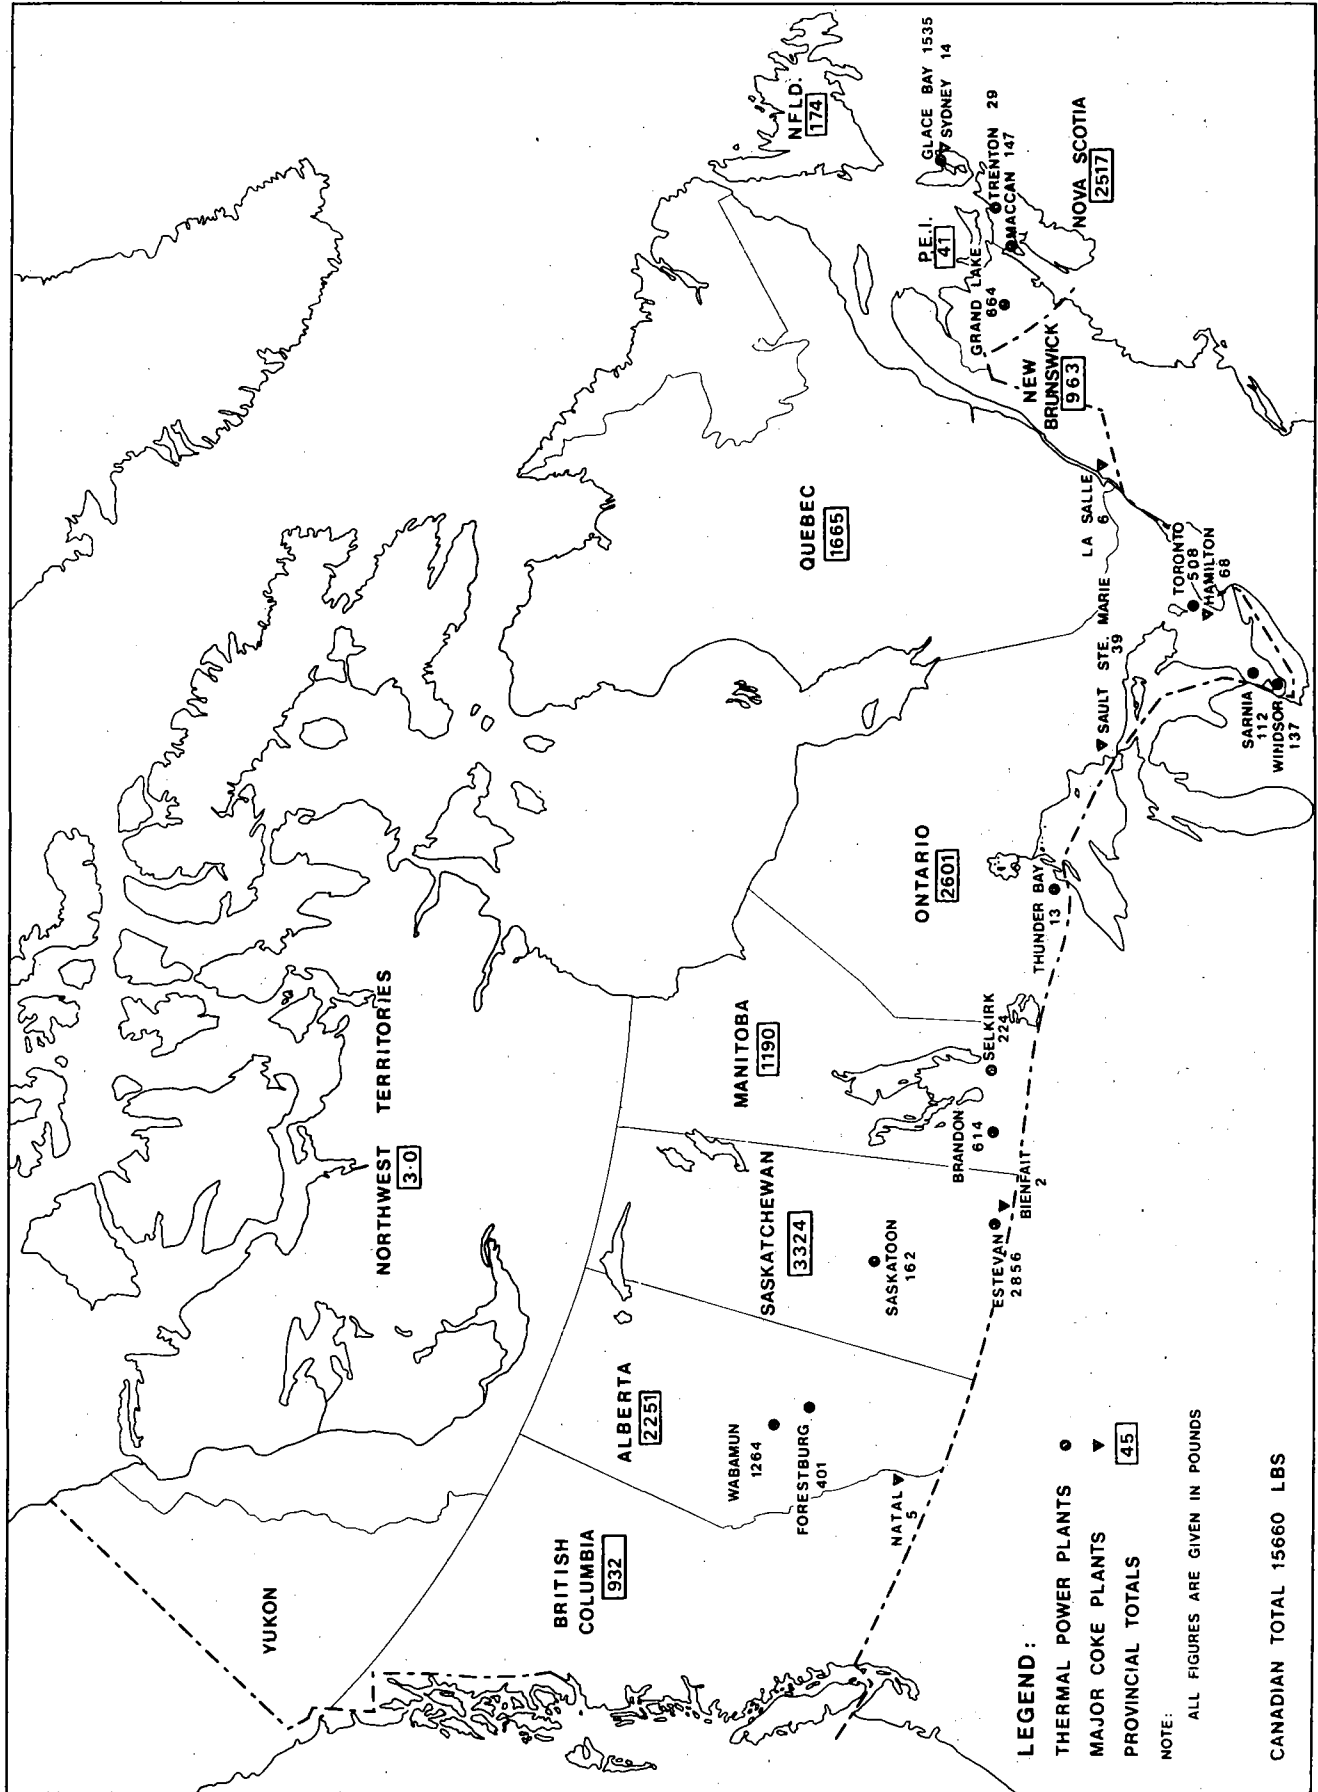 YUKON
NORTHWEST TERRITORIES
3.0
BRITISH
COLUMBIA
932
ALBERTA
2251
WABAMUN
1264
FORESTBURG
401
NATAL
5
SASKATCHEWAN
3324
SASKATOON
162
ESTEVAN
2856
BIENFAIT
2
MANITOBA
1190
BRANDON
614
SELKIRK
224
ONTARIO
2601
THUNDER BAY
13
SAULT STE. MARIE
39
SARNIA
112
WINDSOR
137
TORONTO
508
HAMILTON
68
QUEBEC
1665
LA SALLE
6
NEW
BRUNSWICK
963
GRAND LAKE
664
P.E.I.
41
NFLD.
174
GLACE BAY 1535
SYDNEY 14
TRENTON 29
MACCAN 147
NOVA SCOTIA
2517
LEGEND:
THERMAL POWER PLANTS
MAJOR COKE PLANTS
PROVINCIAL TOTALS 45
NOTE:
ALL FIGURES ARE GIVEN IN POUNDS
CANADIAN TOTAL 15660 LBS